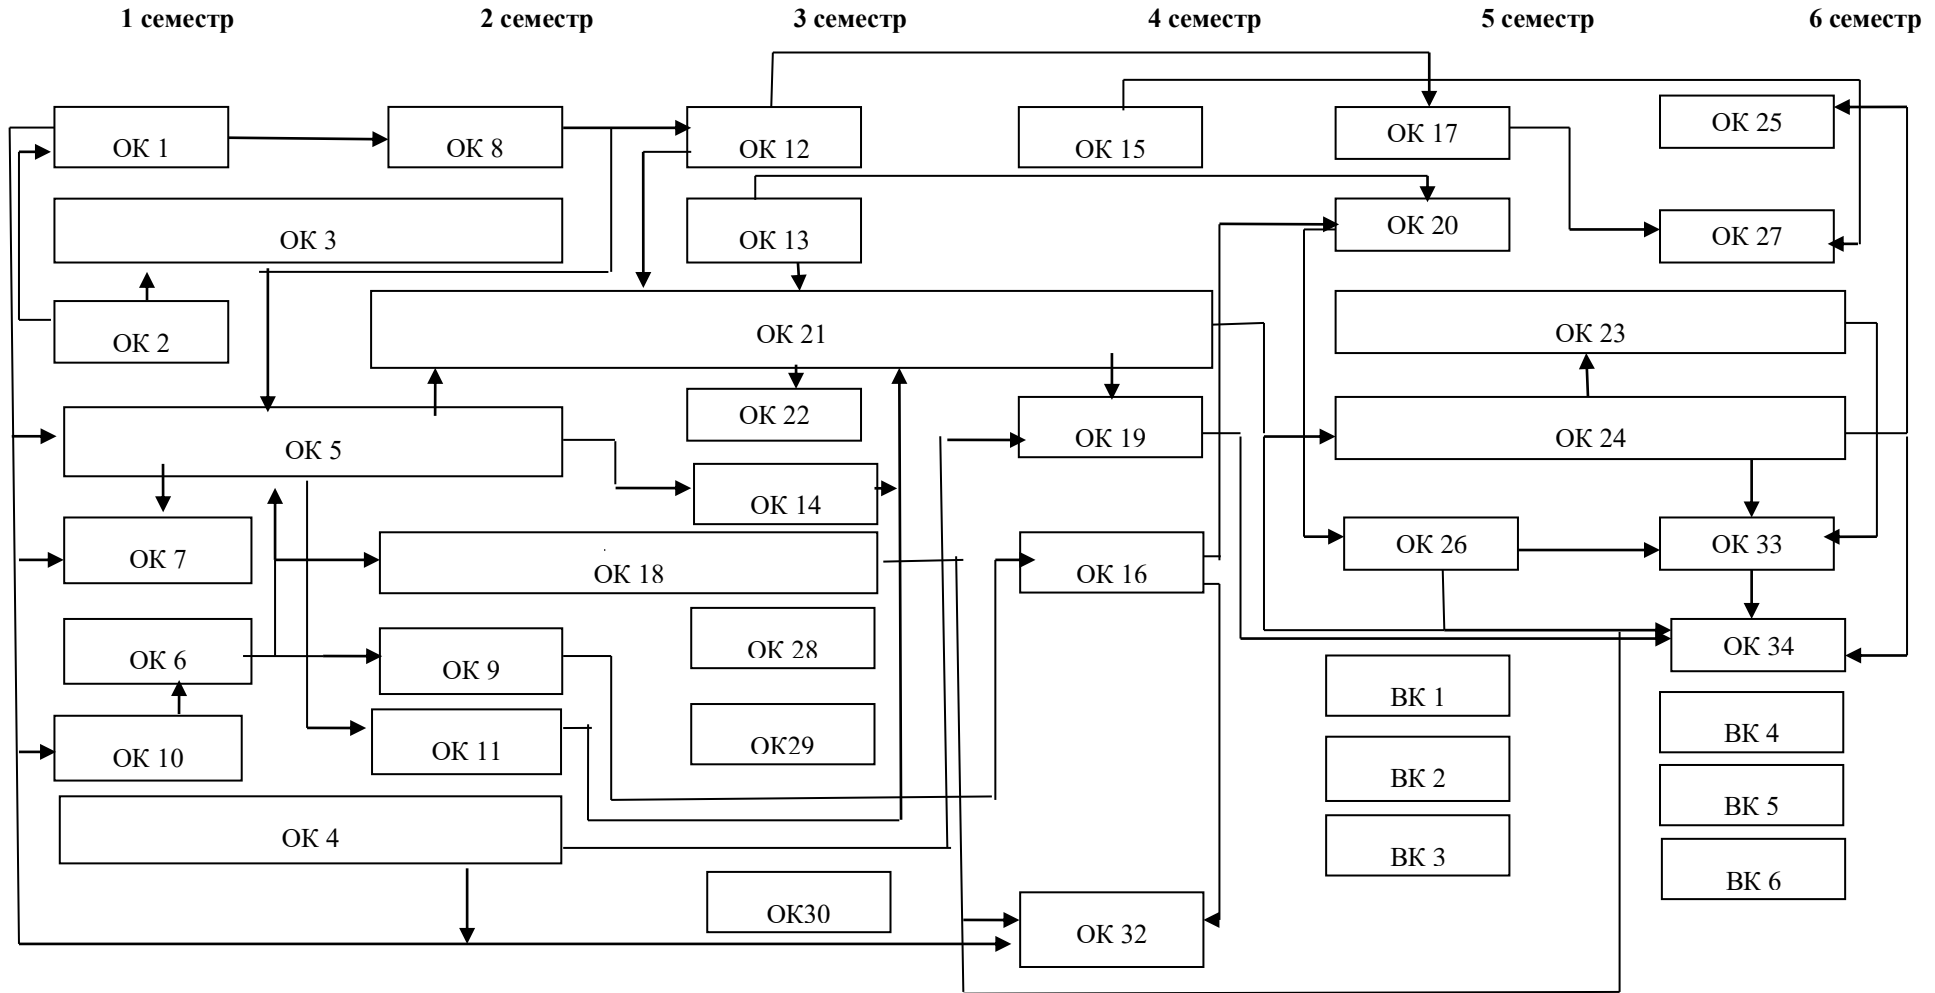 1 семестр 2 семестр 3 семестр 4 семестр 5 семестр 6 семестр
ОК 1 ОК 8 ОК 12 ОК 15 ОК 17 ОК 25
ОК 3 ОК 13 ОК 20 ОК 27
ОК 2 ОК 21 ОК 23
ОК 5 ОК 22 ОК 19 ОК 24
ОК 14
ОК 7 ОК 18 ОК 16 ОК 26 ОК 33
ОК 6 ОК 9 ОК 28 ОК 34
ВК 1
ОК 10 ОК 11 ОК29 ВК 4
ВК 2
ОК 4 ВК 5
ВК 3
ОК30 ОК 32 ВК 6